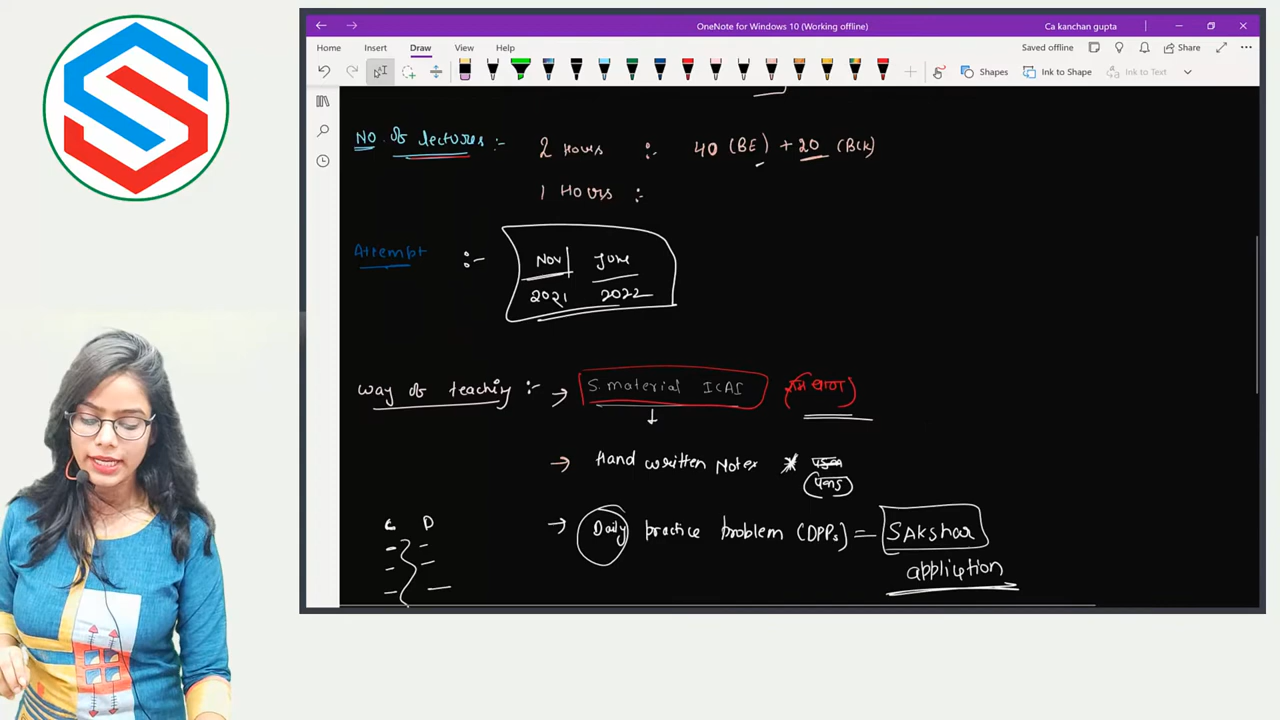 OneNote for Windows 10 (Working offline)
Ca kanchan gupta
Home Insert Draw View Help
Saved offline
Share
Shapes
Ink to Shape
Ink to Text
No. of lectures :- 2 Hours :- 40 (BE) + 20 (BCK)
1 Hours :-
Attempt :- Nov June
2021 2022
way of teaching :- → S. material ICAI (राम बाण)
→ Hand written Notes
→ Daily practice problem (DPPs) = SAkshar
application
D